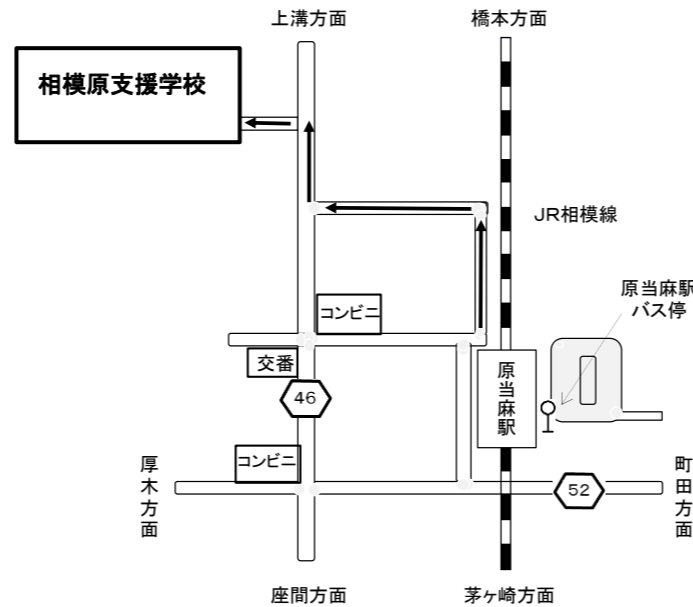 上溝方面
橋本方面
相模原支援学校
JR相模線
原当麻駅
バス停
コンビニ
交番
原当麻駅
46
コンビニ
厚木方面
町田方面
52
座間方面
茅ヶ崎方面